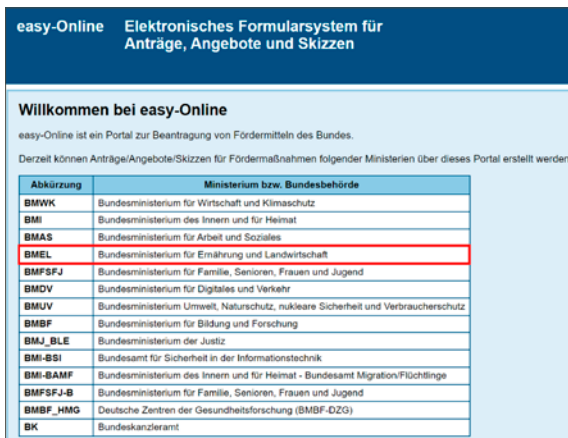 easy-Online Elektronisches Formularsystem für
Anträge, Angebote und Skizzen
Willkommen bei easy-Online
easy-Online ist ein Portal zur Beantragung von Fördermitteln des Bundes.
Derzeit können Anträge/Angebote/Skizzen für Fördermaßnahmen folgender Ministerien über dieses Portal erstellt werden
Abkürzung Ministerium bzw. Bundesbehörde
BMWK Bundesministerium für Wirtschaft und Klimaschutz
BMI Bundesministerium des Innern und für Heimat
BMAS Bundesministerium für Arbeit und Soziales
BMEL Bundesministerium für Ernährung und Landwirtschaft
BMFSFJ Bundesministerium für Familie, Senioren, Frauen und Jugend
BMDV Bundesministerium für Digitales und Verkehr
BMUV Bundesministerium Umwelt, Naturschutz, nukleare Sicherheit und Verbraucherschutz
BMBF Bundesministerium für Bildung und Forschung
BMJ_BLE Bundesministerium der Justiz
BMI-BSI Bundesamt für Sicherheit in der Informationstechnik
BMI-BAMF Bundesministerium des Innern und für Heimat - Bundesamt Migration/Flüchtlinge
BMFSFJ-B Bundesministerium für Familie, Senioren, Frauen und Jugend
BMBF_HMG Deutsche Zentren der Gesundheitsforschung (BMBF-DZG)
BK Bundeskanzleramt